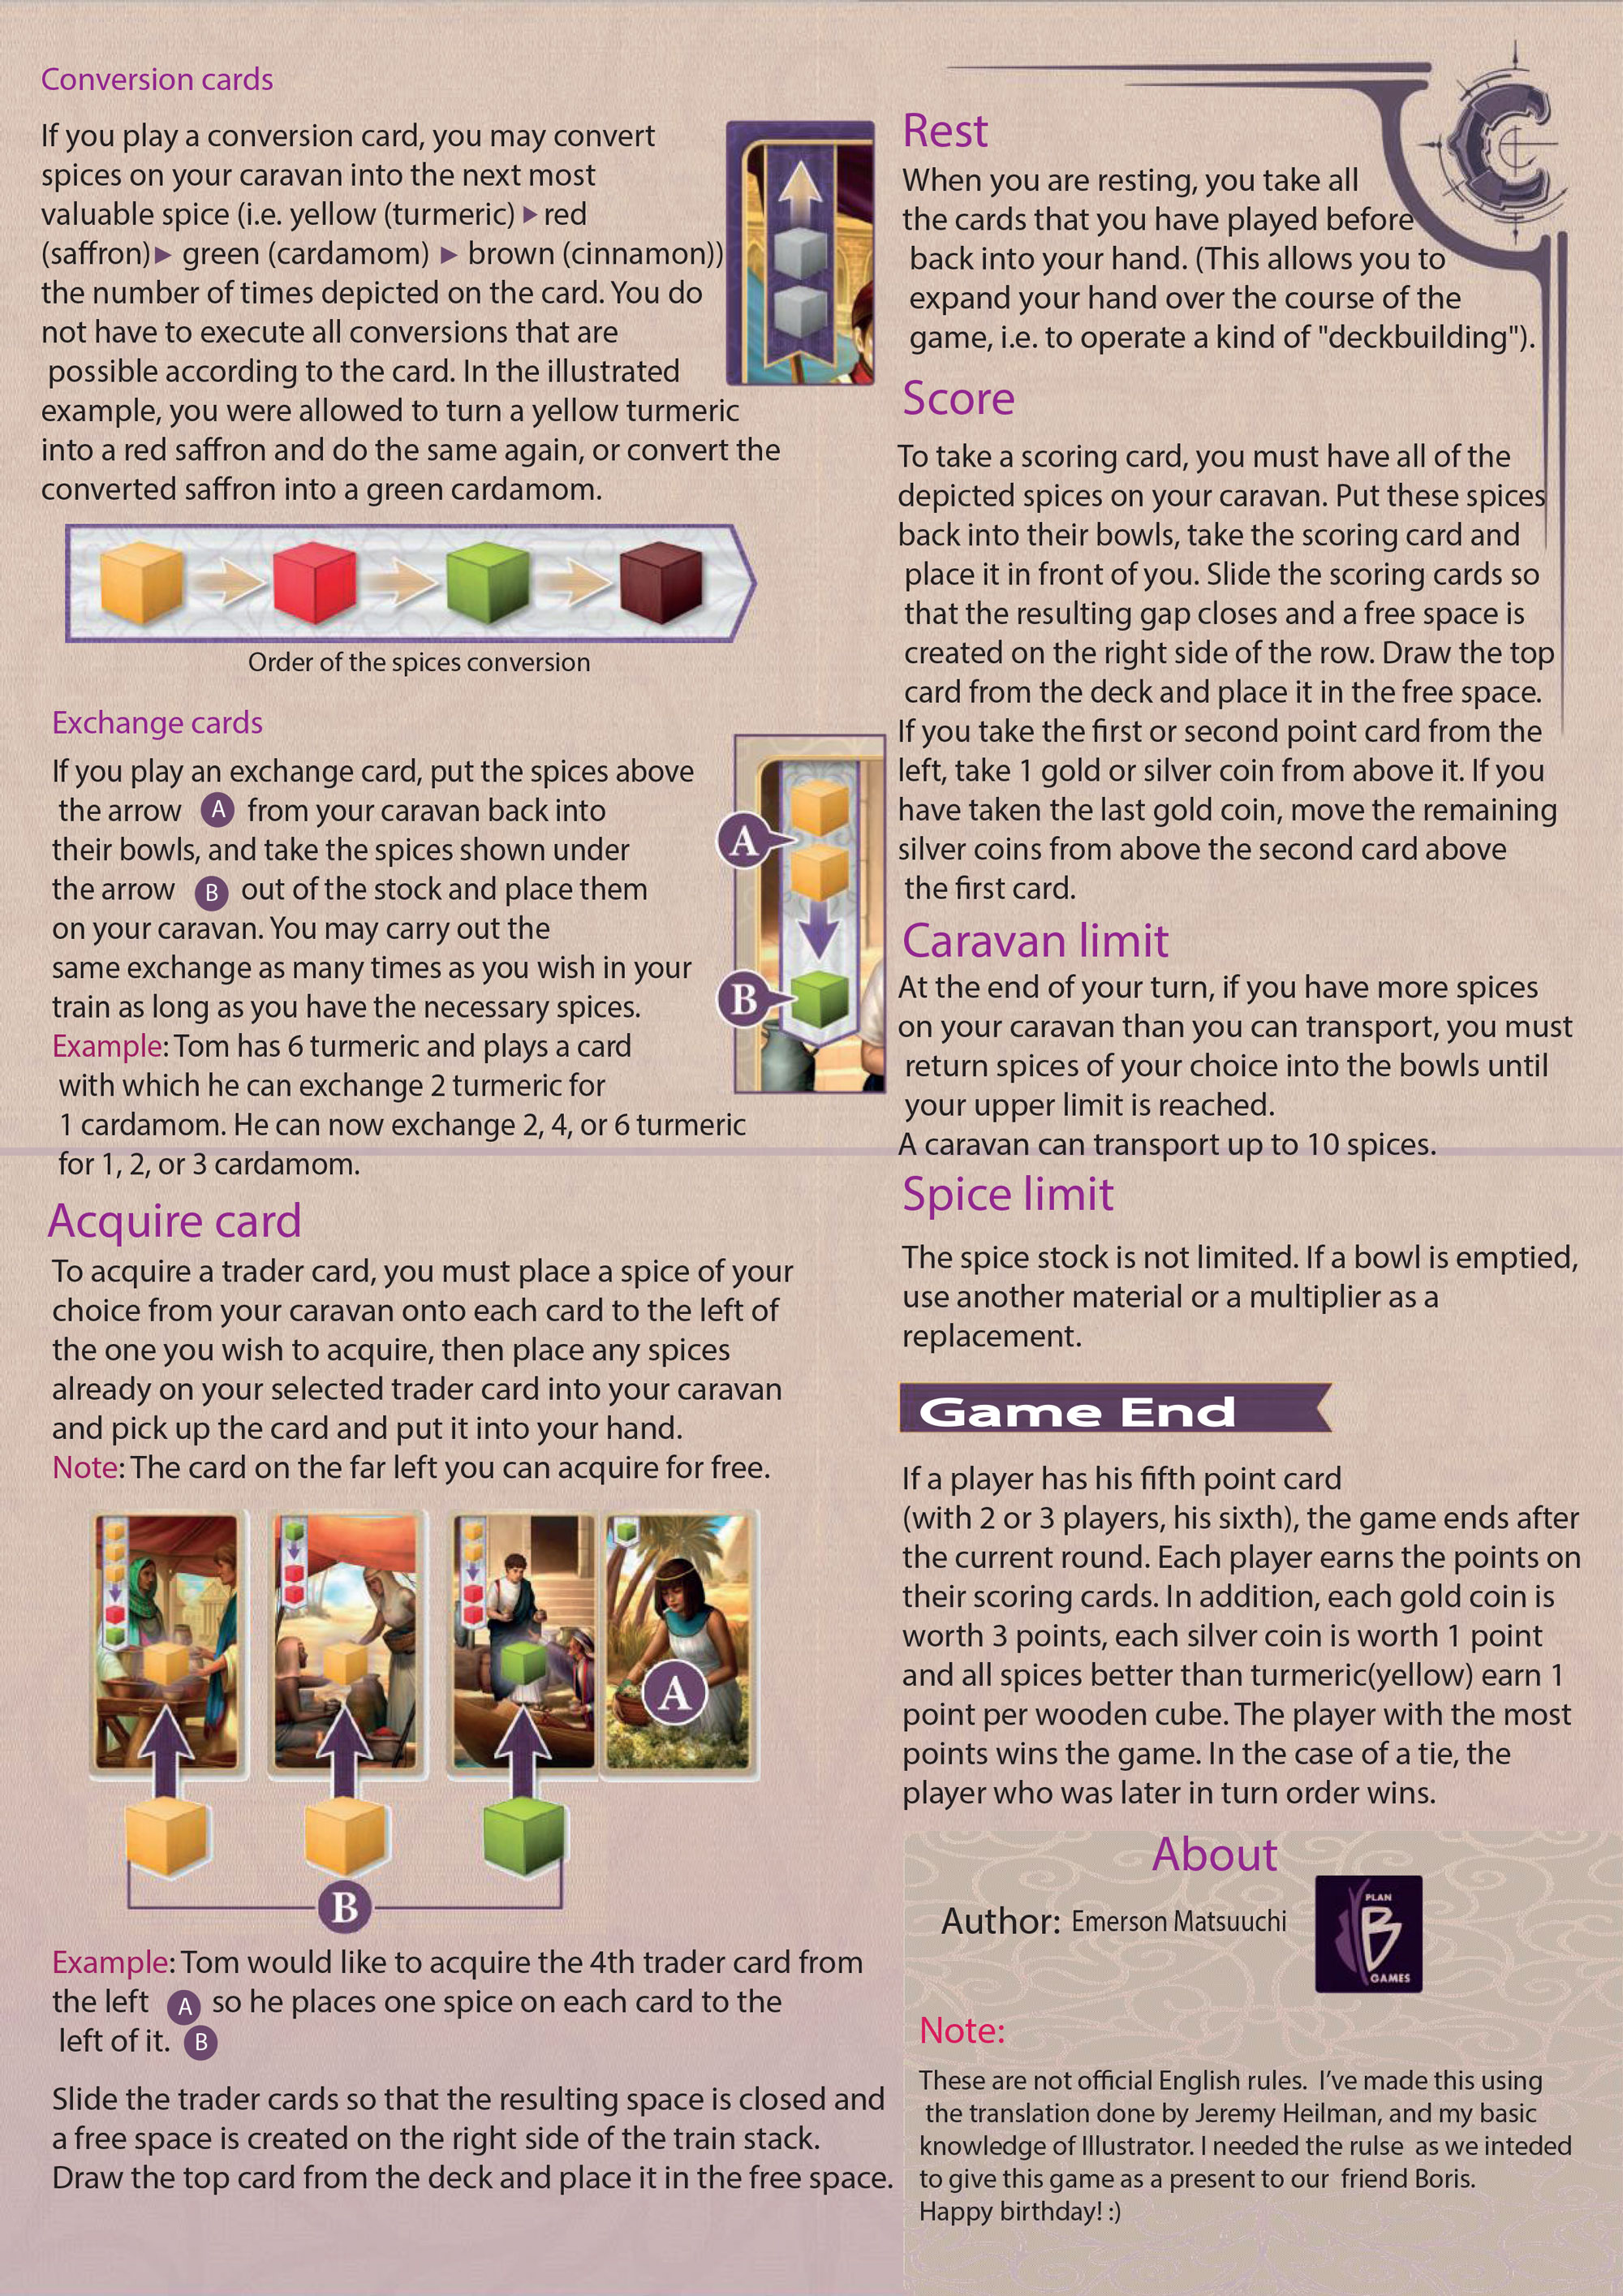 Conversion cards
If you play a conversion card, you may convert
spices on your caravan into the next most
valuable spice (i.e. yellow (turmeric) ▶ red
(saffron)▶ green (cardamom) ▶ brown (cinnamon))
the number of times depicted on the card. You do
not have to execute all conversions that are
possible according to the card. In the illustrated
example, you were allowed to turn a yellow turmeric
into a red saffron and do the same again, or convert the
converted saffron into a green cardamom.
Order of the spices conversion
Exchange cards
If you play an exchange card, put the spices above
the arrow A from your caravan back into
their bowls, and take the spices shown under
the arrow B out of the stock and place them
on your caravan. You may carry out the
same exchange as many times as you wish in your
train as long as you have the necessary spices.
Example: Tom has 6 turmeric and plays a card
with which he can exchange 2 turmeric for
1 cardamom. He can now exchange 2, 4, or 6 turmeric
for 1, 2, or 3 cardamom.
A
B
Acquire card
To acquire a trader card, you must place a spice of your
choice from your caravan onto each card to the left of
the one you wish to acquire, then place any spices
already on your selected trader card into your caravan
and pick up the card and put it into your hand.
Note: The card on the far left you can acquire for free.
A
B
Example: Tom would like to acquire the 4th trader card from
the left A so he places one spice on each card to the
left of it. B
Slide the trader cards so that the resulting space is closed and
a free space is created on the right side of the train stack.
Draw the top card from the deck and place it in the free space.
C
Rest
When you are resting, you take all
the cards that you have played before
back into your hand. (This allows you to
expand your hand over the course of the
game, i.e. to operate a kind of "deckbuilding").
Score
To take a scoring card, you must have all of the
depicted spices on your caravan. Put these spices
back into their bowls, take the scoring card and
place it in front of you. Slide the scoring cards so
that the resulting gap closes and a free space is
created on the right side of the row. Draw the top
card from the deck and place it in the free space.
If you take the first or second point card from the
left, take 1 gold or silver coin from above it. If you
have taken the last gold coin, move the remaining
silver coins from above the second card above
the first card.
Caravan limit
At the end of your turn, if you have more spices
on your caravan than you can transport, you must
return spices of your choice into the bowls until
your upper limit is reached.
A caravan can transport up to 10 spices.
Spice limit
The spice stock is not limited. If a bowl is emptied,
use another material or a multiplier as a
replacement.
Game End
If a player has his fifth point card
(with 2 or 3 players, his sixth), the game ends after
the current round. Each player earns the points on
their scoring cards. In addition, each gold coin is
worth 3 points, each silver coin is worth 1 point
and all spices better than turmeric(yellow) earn 1
point per wooden cube. The player with the most
points wins the game. In the case of a tie, the
player who was later in turn order wins.
About
Author: Emerson Matsuuchi
PLAN
B
GAMES
Note:
These are not official English rules. I've made this using
the translation done by Jeremy Heilman, and my basic
knowledge of Illustrator. I needed the rulse as we inteded
to give this game as a present to our friend Boris.
Happy birthday! :)